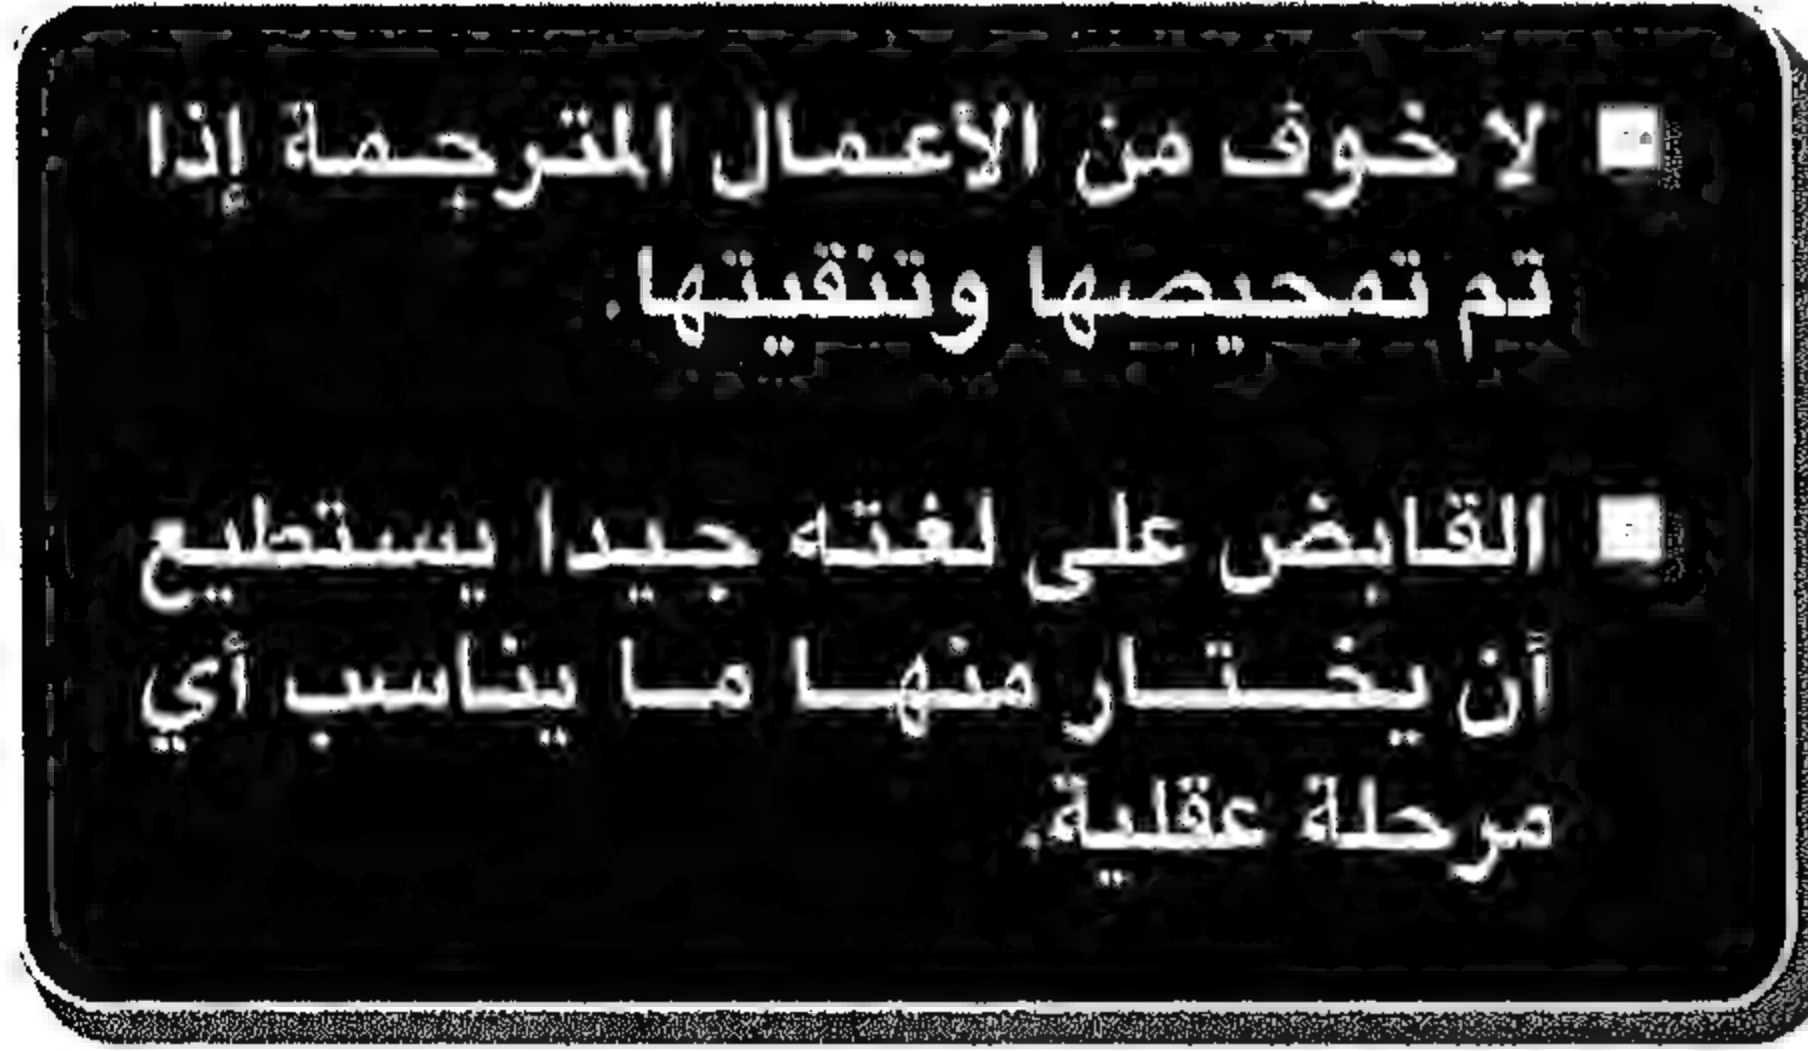 ■ لا خوف من الأعمال المترجمة إذا
تم تمحيصها وتنقيتها.
■ القابض على لغته جيدا يستطيع
أن يختار منها ما يناسب أي
مرحلة عقلية.